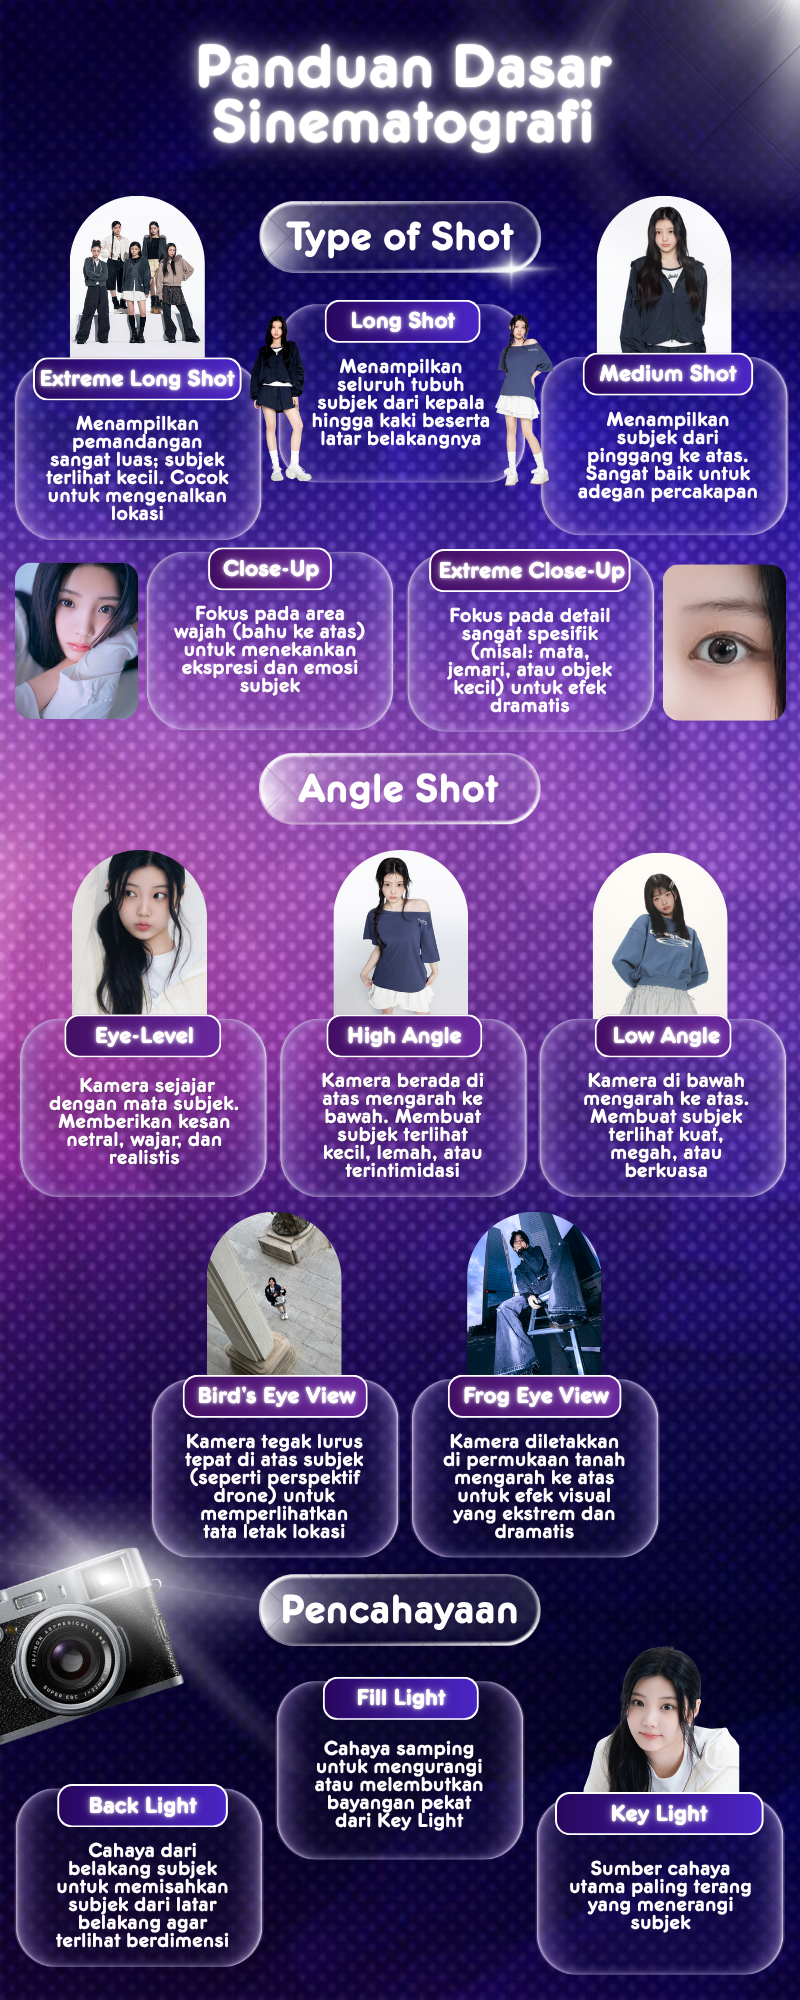 Panduan Dasar
Sinematografi
Type of Shot
Extreme Long Shot
Menampilkan
pemandangan
sangat luas; subjek
terlihat kecil. Cocok
untuk mengenalkan
lokasi
Long Shot
Menampilkan
seluruh tubuh
subjek dari kepala
hingga kaki beserta
latar belakangnya
Medium Shot
Menampilkan
subjek dari
pinggang ke atas.
Sangat baik untuk
adegan percakapan
Close-Up
Fokus pada area
wajah (bahu ke atas)
untuk menekankan
ekspresi dan emosi
subjek
Extreme Close-Up
Fokus pada detail
sangat spesifik
(misal: mata,
jemari, atau objek
kecil) untuk efek
dramatis
Angle Shot
Eye-Level
Kamera sejajar
dengan mata subjek.
Memberikan kesan
netral, wajar, dan
realistis
High Angle
Kamera berada di
atas mengarah ke
bawah. Membuat
subjek terlihat
kecil, lemah, atau
terintimidasi
Low Angle
Kamera di bawah
mengarah ke atas.
Membuat subjek
terlihat kuat,
megah, atau
berkuasa
Bird's Eye View
Kamera tegak lurus
tepat di atas subjek
(seperti perspektif
drone) untuk
memperlihatkan
tata letak lokasi
Frog Eye View
Kamera diletakkan
di permukaan tanah
mengarah ke atas
untuk efek visual
yang ekstrem dan
dramatis
Pencahayaan
FUJINON ASPHERICAL LENS
SUPER EBC
Fill Light
Cahaya samping
untuk mengurangi
atau melembutkan
bayangan pekat
dari Key Light
Back Light
Cahaya dari
belakang subjek
untuk memisahkan
subjek dari latar
belakang agar
terlihat berdimensi
Key Light
Sumber cahaya
utama paling terang
yang menerangi
subjek